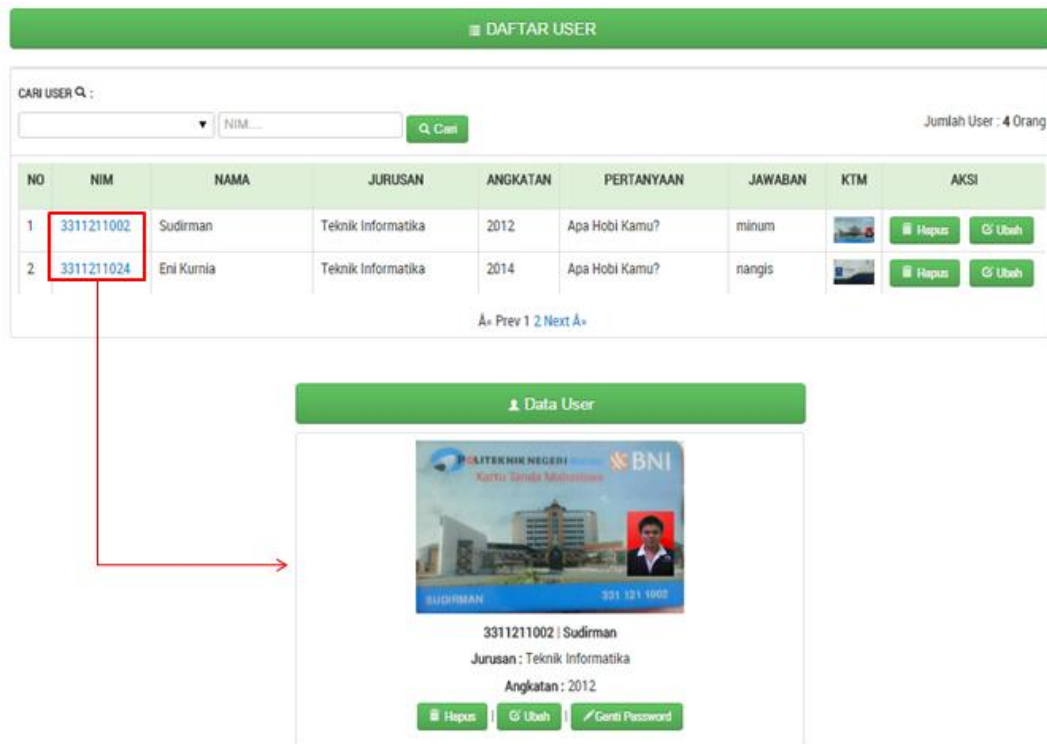 DAFTAR USER
CARI USER :
NIM.... Cari Jumlah User : 4 Orang
NO NIM NAMA JURUSAN ANGKATAN PERTANYAAN JAWABAN KTM AKSI
1 3311211002 Sudirman Teknik Informatika 2012 Apa Hobi Kamu? minum Hapus Ubah
2 3311211024 Eni Kurnia Teknik Informatika 2014 Apa Hobi Kamu? nangis Hapus Ubah
Â« Prev 1 2 Next Â»
Data User
POLITEKNIK NEGERI BNI
Kartu Tanda Mahasiswa
SUDIRMAN 331 121 1002
3311211002 | Sudirman
Jurusan : Teknik Informatika
Angkatan : 2012
Hapus | Ubah | Ganti Password